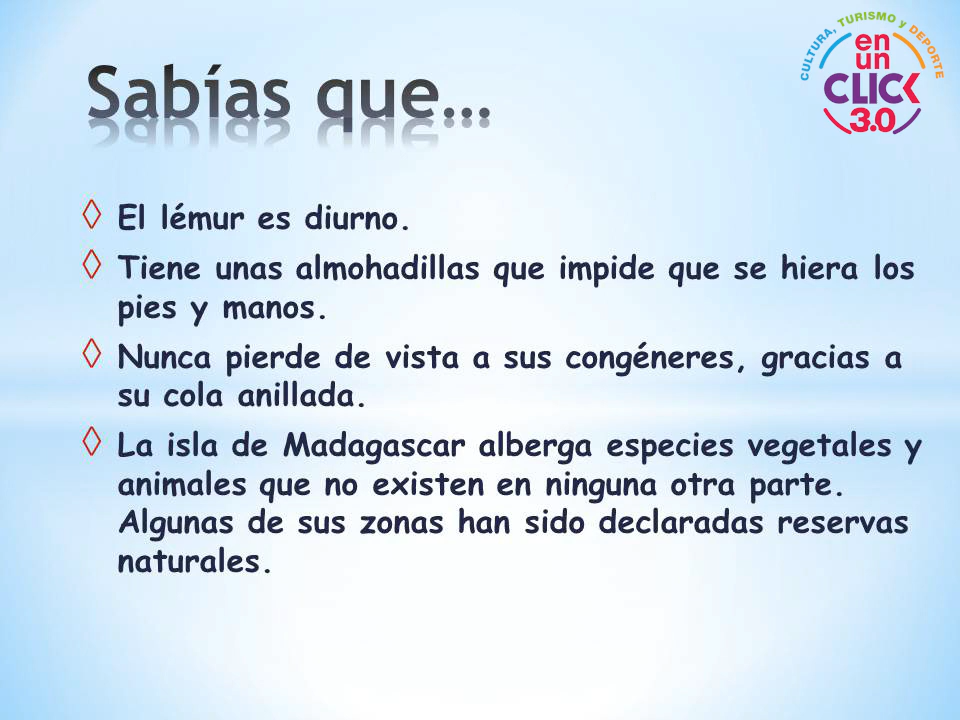 CULTURA, TURISMO y DEPORTE
en
un
CLICK
3.0
Sabías que...
◊ El lémur es diurno.
◊ Tiene unas almohadillas que impide que se hiera los
pies y manos.
◊ Nunca pierde de vista a sus congéneres, gracias a
su cola anillada.
◊ La isla de Madagascar alberga especies vegetales y
animales que no existen en ninguna otra parte.
Algunas de sus zonas han sido declaradas reservas
naturales.